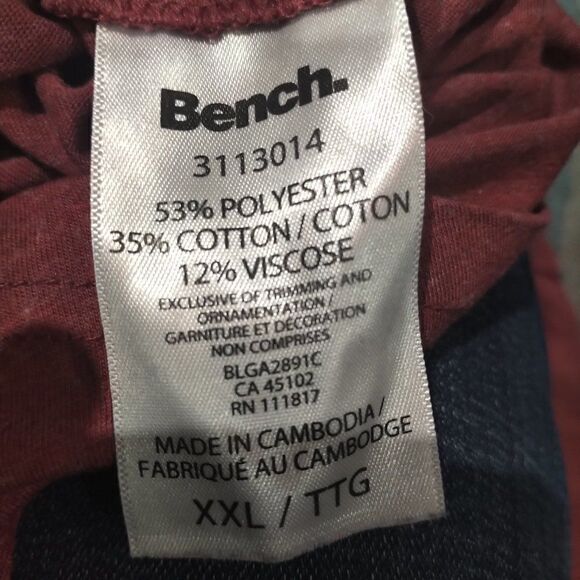 Bench.
3113014
53% POLYESTER
35% COTTON / COTON
12% VISCOSE
EXCLUSIVE OF TRIMMING AND
ORNAMENTATION /
GARNITURE ET DÉCORATION
NON COMPRISES
BLGA2891C
CA 45102
RN 111817
MADE IN CAMBODIA /
FABRIQUÉ AU CAMBODGE
XXL / TTG